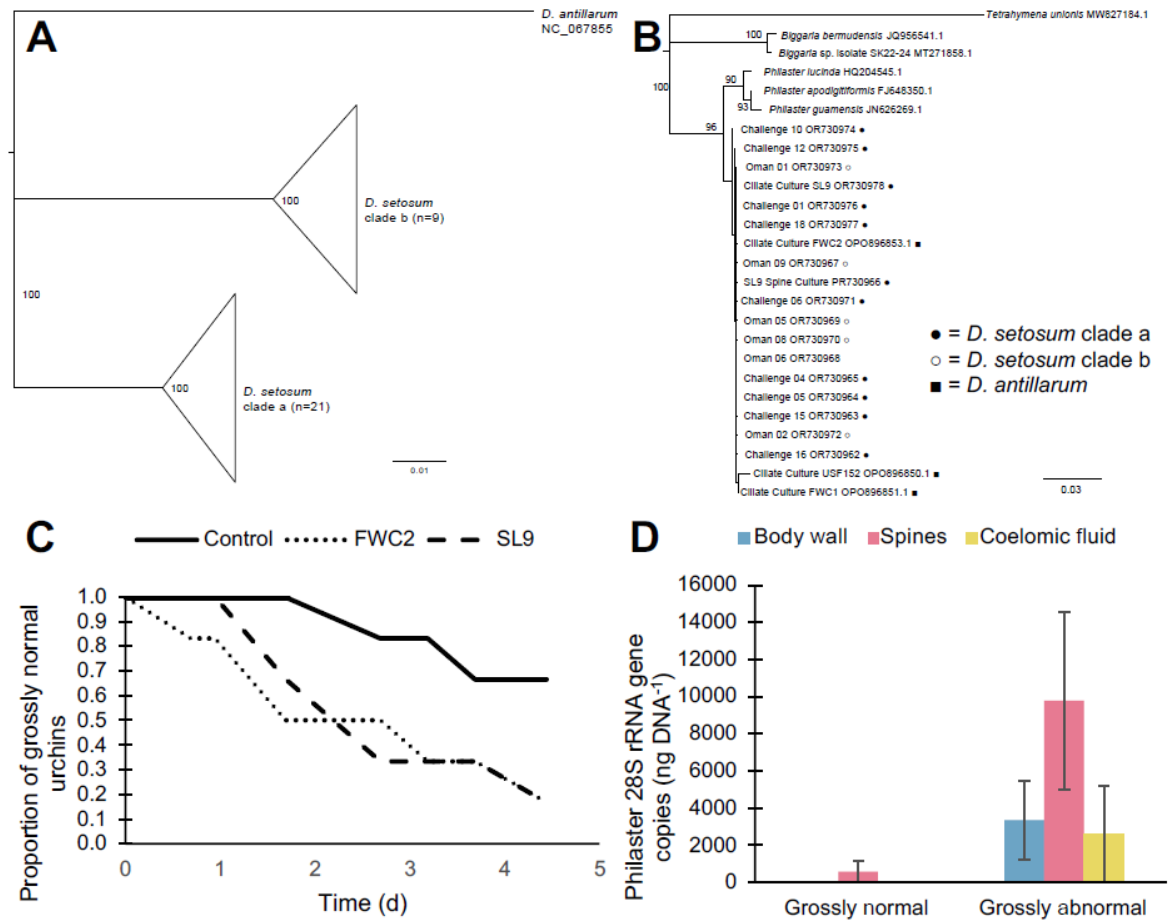 A
D. antillarum
NC_067855
100
D. setosum
clade b (n=9)
100
100
D. setosum
clade a (n=21)
0.01
B
Tetrahymena unionis MW827184.1
100
Biggaria bermudensis JQ956541.1
Biggaria sp. Isolate SK22-24 MT271858.1
100
90
Philaster lucinda HQ204545.1
Philaster apodigitiformis FJ648350.1
93
Philaster guamensis JN626269.1
96
Challenge 10 OR730974 ●
Challenge 12 OR730975 ●
Oman 01 OR730973 ○
Ciliate Culture SL9 OR730978 ●
Challenge 01 OR730976 ●
Challenge 18 OR730977 ●
Ciliate Culture FWC2 OPO896853.1 ■
Oman 09 OR730967 ○
SL9 Spine Culture PR730966 ●
Challenge 06 OR730971 ●
Oman 05 OR730969 ○
Oman 08 OR730970 ○
Oman 06 OR730968
Challenge 04 OR730965 ●
Challenge 05 OR730964 ●
Challenge 15 OR730963 ●
Oman 02 OR730972 ○
Challenge 16 OR730962 ●
Ciliate Culture USF152 OPO896850.1 ■
Ciliate Culture FWC1 OPO896851.1 ■
● = D. setosum clade a
○ = D. setosum clade b
■ = D. antillarum
0.03
C
Control
FWC2
SL9
Proportion of grossly normal
urchins
1.0
0.9
0.8
0.7
0.6
0.5
0.4
0.3
0.2
0.1
0.0
0
1
2
3
4
5
Time (d)
D
Body wall
Spines
Coelomic fluid
Philaster 28S rRNA gene
copies (ng DNA-1)
16000
14000
12000
10000
8000
6000
4000
2000
0
Grossly normal
Grossly abnormal